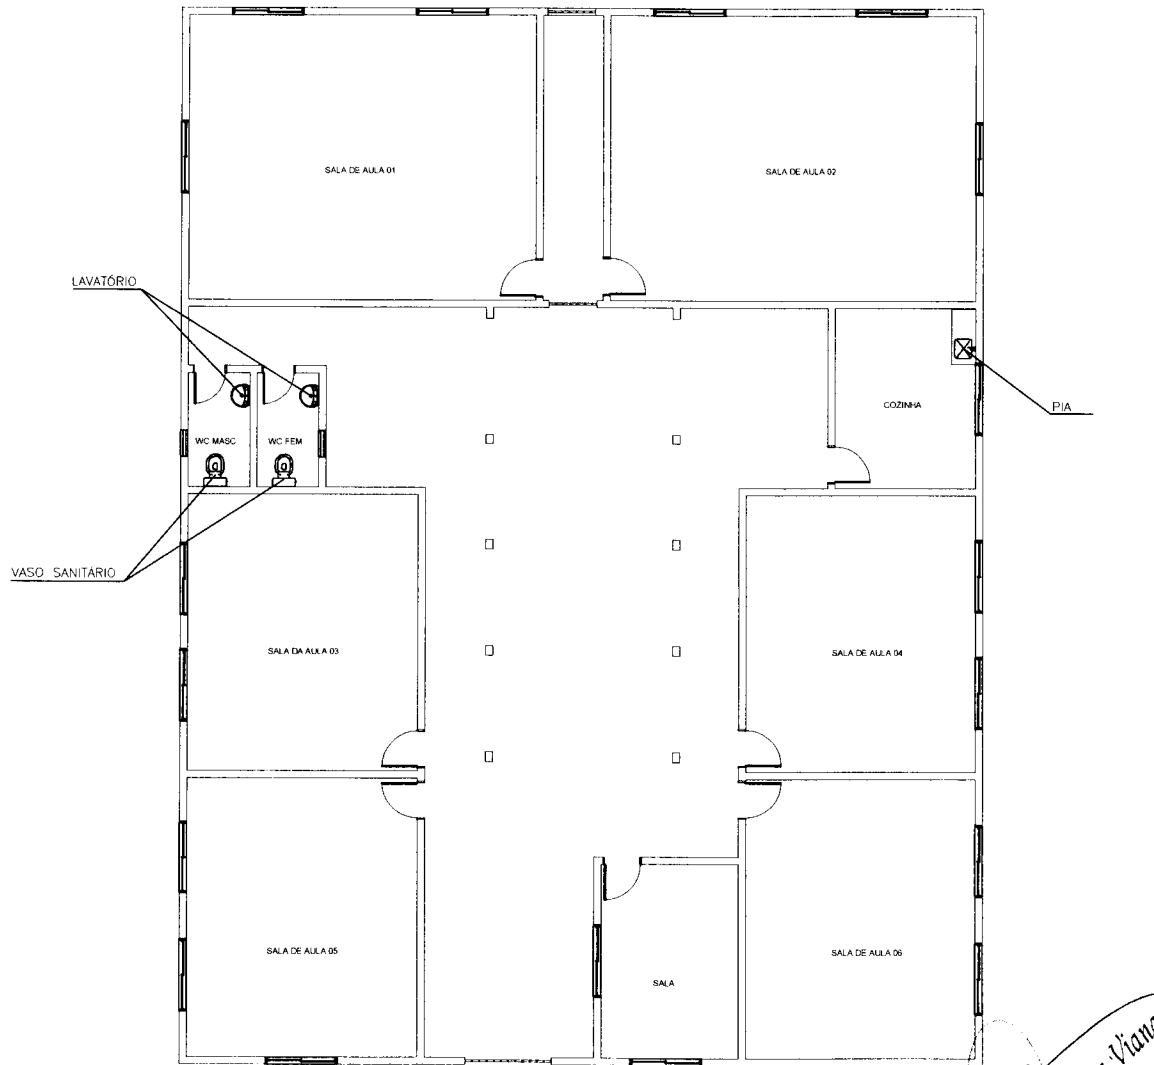 SALA DE AULA 01
SALA DE AULA 02
LAVATÓRIO
COZINHA
PIA
WC MASC
WC FEM
VASO SANITÁRIO
SALA DA AULA 03
SALA DE AULA 04
SALA DE AULA 05
SALA DE AULA 06
SALA